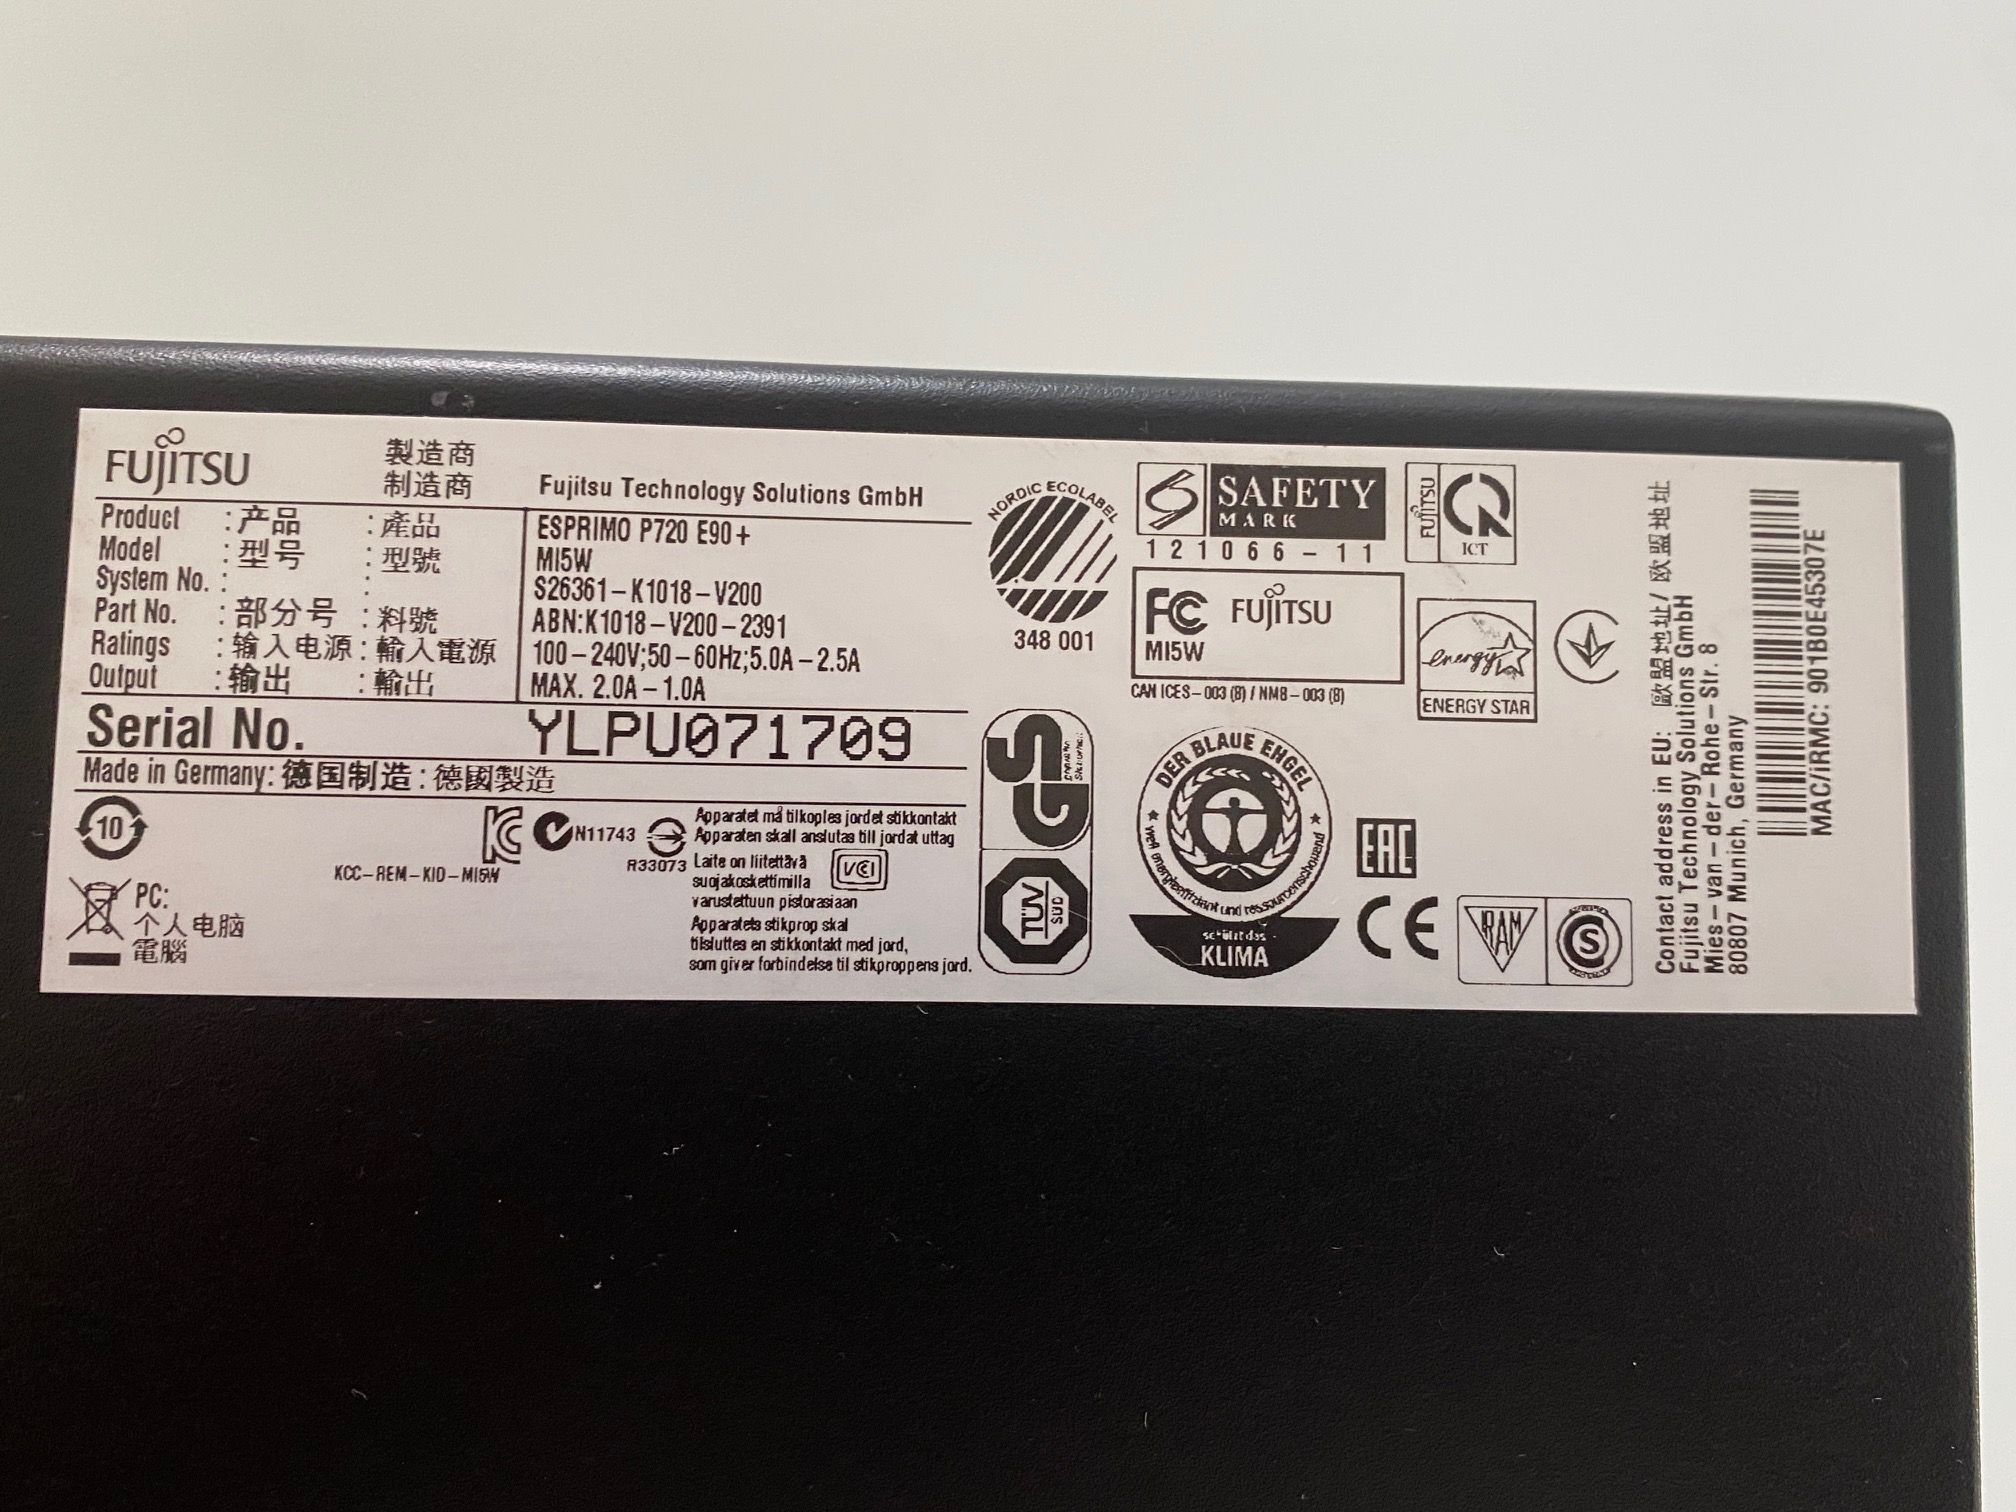 FUJITSU
製造商
制造商
Fujitsu Technology Solutions GmbH
Product :产品 :產品 ESPRIMO P720 E90+
Model :型号 :型號 MI5W
System No. : : S26361-K1018-V200
Part No. :部分号 :料號 ABN:K1018-V200-2391
Ratings :输入电源 :輸入電源 100-240V;50-60Hz;5.0A-2.5A
Output :输出 :輸出 MAX. 2.0A-1.0A
Serial No. YLPU071709
Made in Germany: 德国制造: 德國製造
10
KCC-REM-KID-MI5W
N11743
R33073
VCI
Apparatet må tilkoples jordet stikkontakt
Apparaten skall anslutas till jordat uttag
Laite on liitettävä
suojakoskettimilla
varustettuun pistorasiaan
Apparatets stikprop skal
tilsluttes en stikkontakt med jord,
som giver forbindelse til stikproppens jord.
PC:
个人电脑
電腦
NORDIC ECOLABEL
348 001
SAFETY
MARK
121066-11
FUJITSU
ICT
FC FUJITSU
MI5W
CAN ICES-003 (B) / NMB-003 (B)
energy
ENERGY STAR
GS
TÜV
SÜD
DER BLAUE ENGEL
weil energieeffizient und ressourcenschonend
schützt das
KLIMA
EAC
CE
IRAM
S
Contact address in EU: 歐盟地址/ 欧盟地址
Fujitsu Technology Solutions GmbH
Mies-van-der-Rohe-Str. 8
80807 Munich, Germany
MAC/iRMC: 901B0E45307E